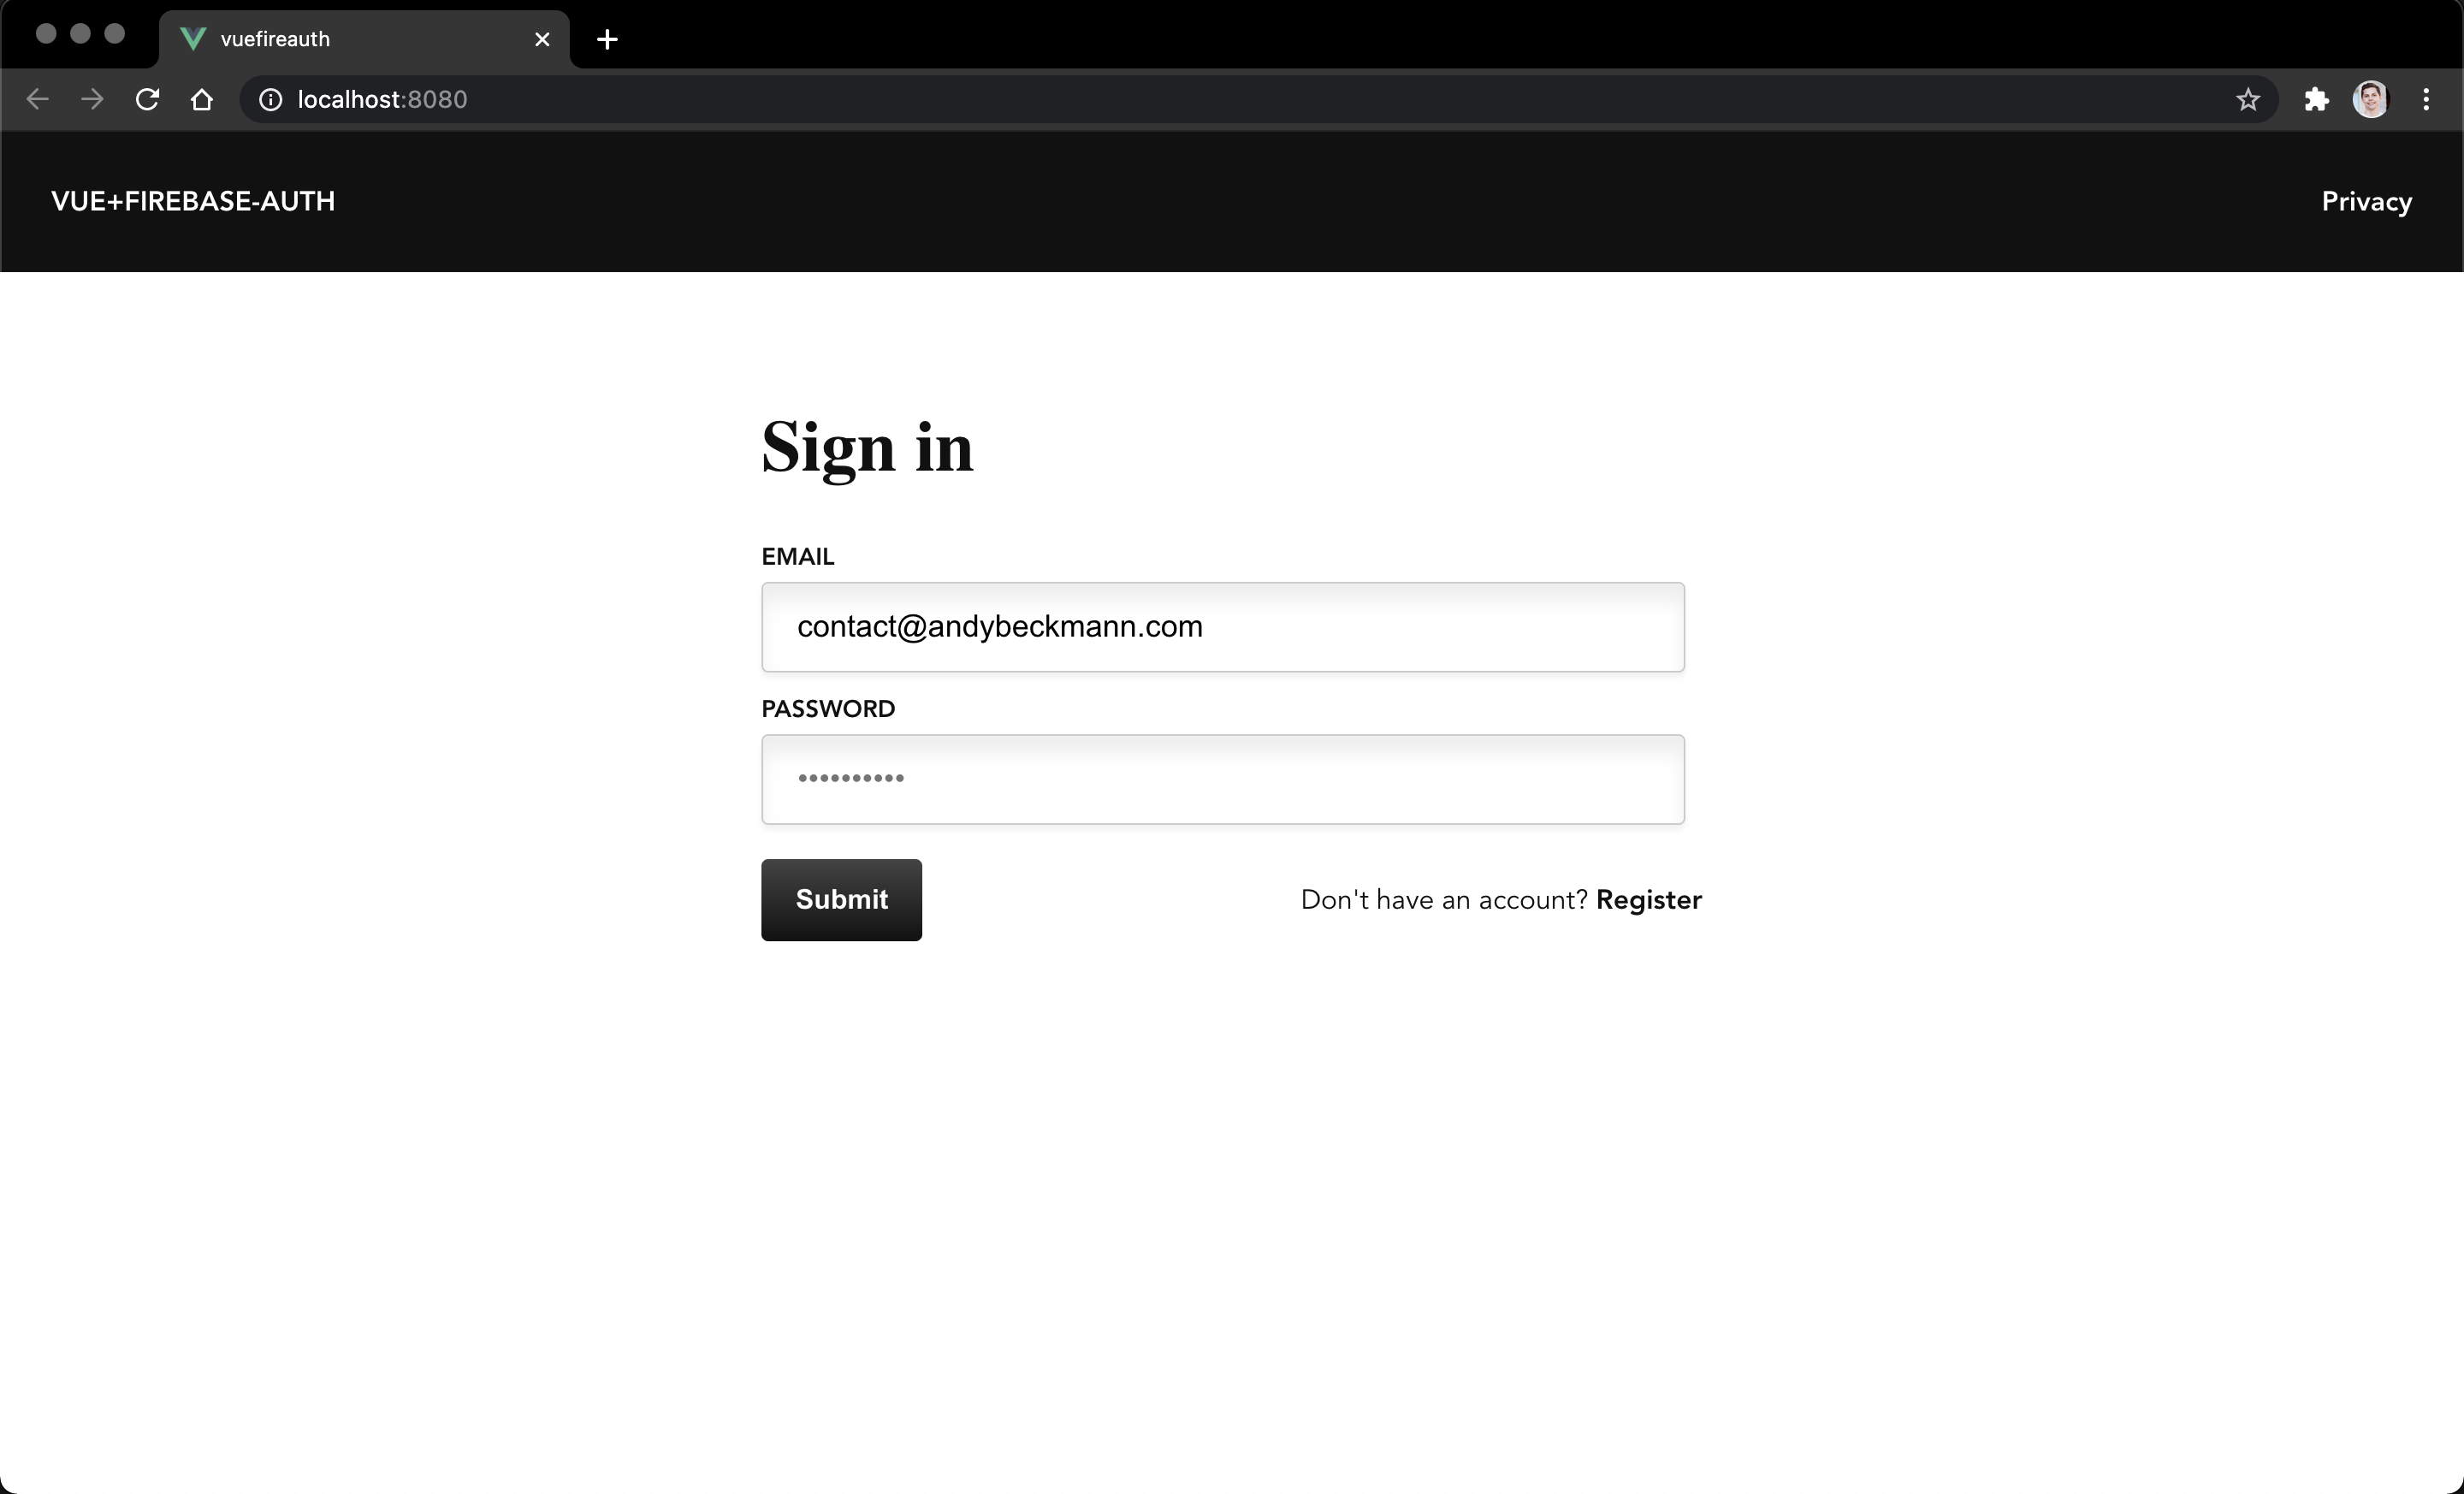 vuefireauth
localhost:8080
VUE+FIREBASE-AUTH
Privacy
Sign in
EMAIL
contact@andybeckmann.com
PASSWORD
••••••••••
Submit
Don't have an account? Register